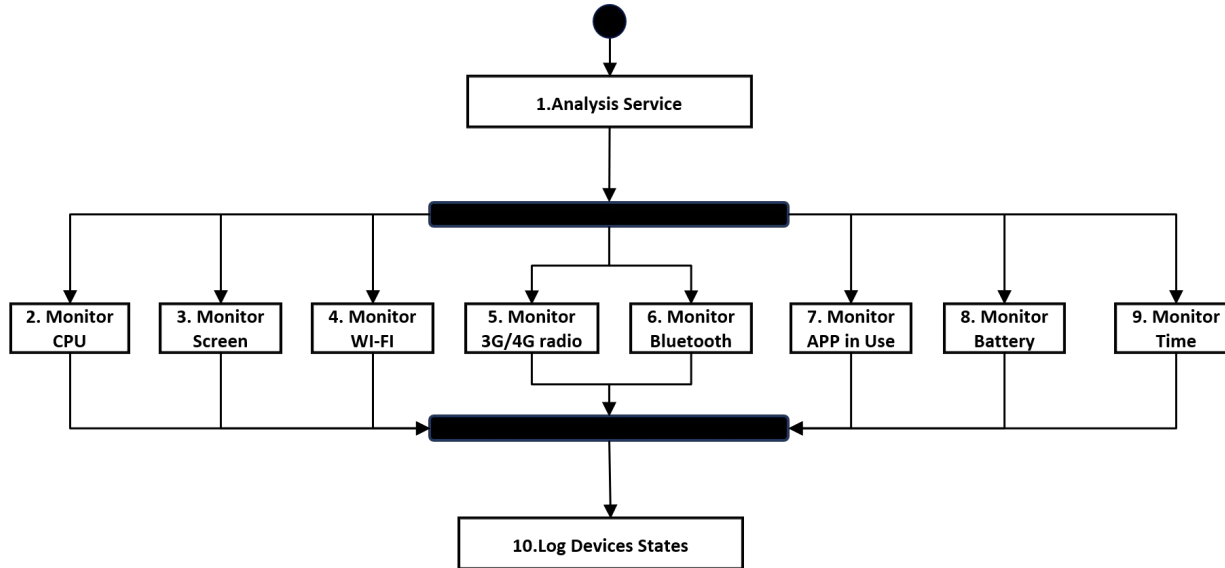 1.Analysis Service
2. Monitor
CPU
3. Monitor
Screen
4. Monitor
WI-FI
5. Monitor
3G/4G radio
6. Monitor
Bluetooth
7. Monitor
APP in Use
8. Monitor
Battery
9. Monitor
Time
10.Log Devices States